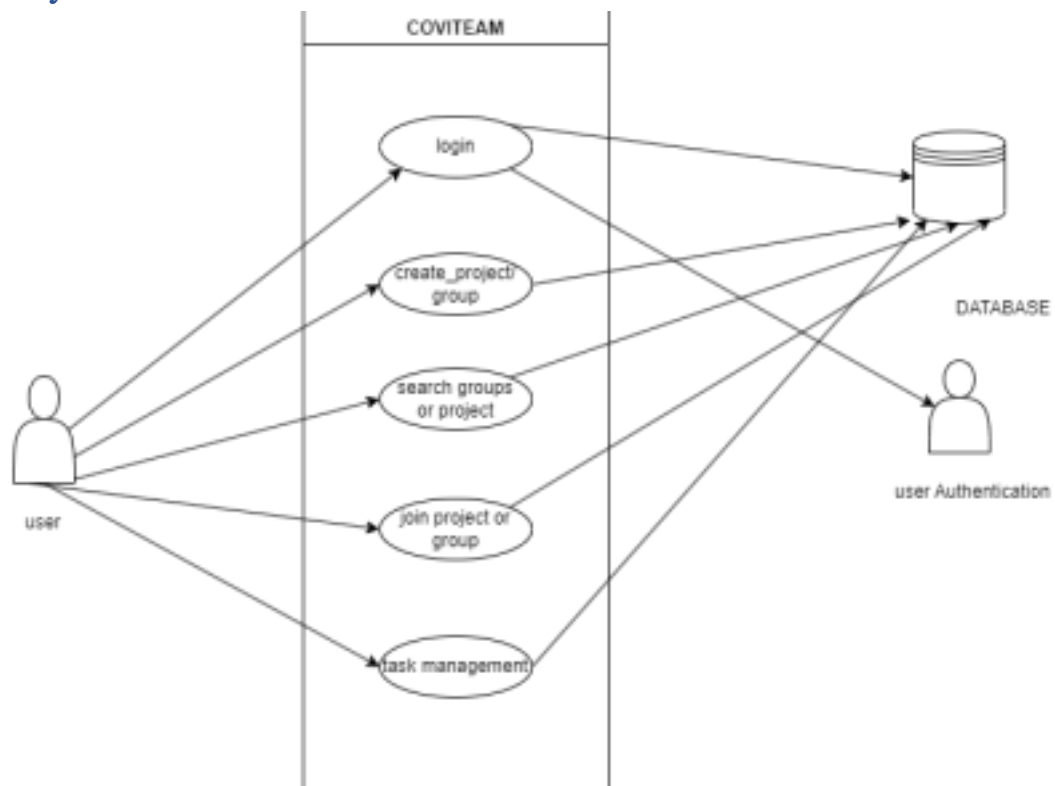 COVITEAM
login
create_project/
group
DATABASE
search groups
or project
user Authentication
user
join project or
group
task management